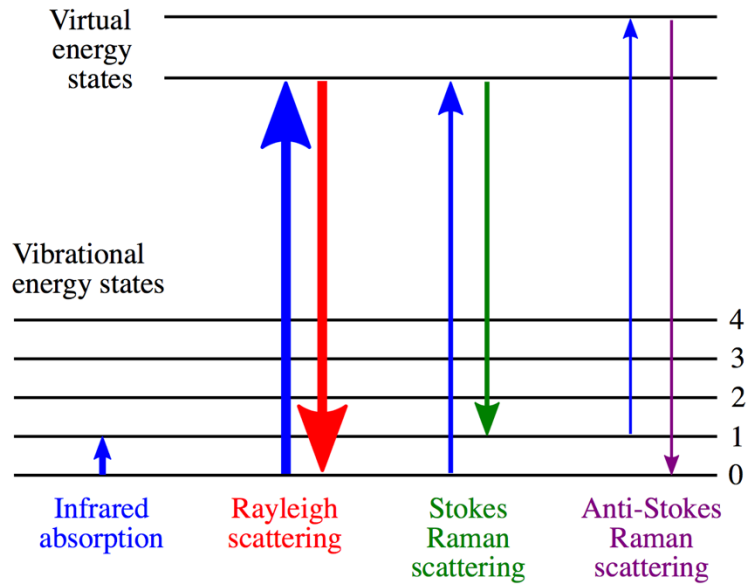 Virtual
energy
states
Vibrational
energy states
4
3
2
1
0
Infrared
absorption
Rayleigh
scattering
Stokes
Raman
scattering
Anti-Stokes
Raman
scattering